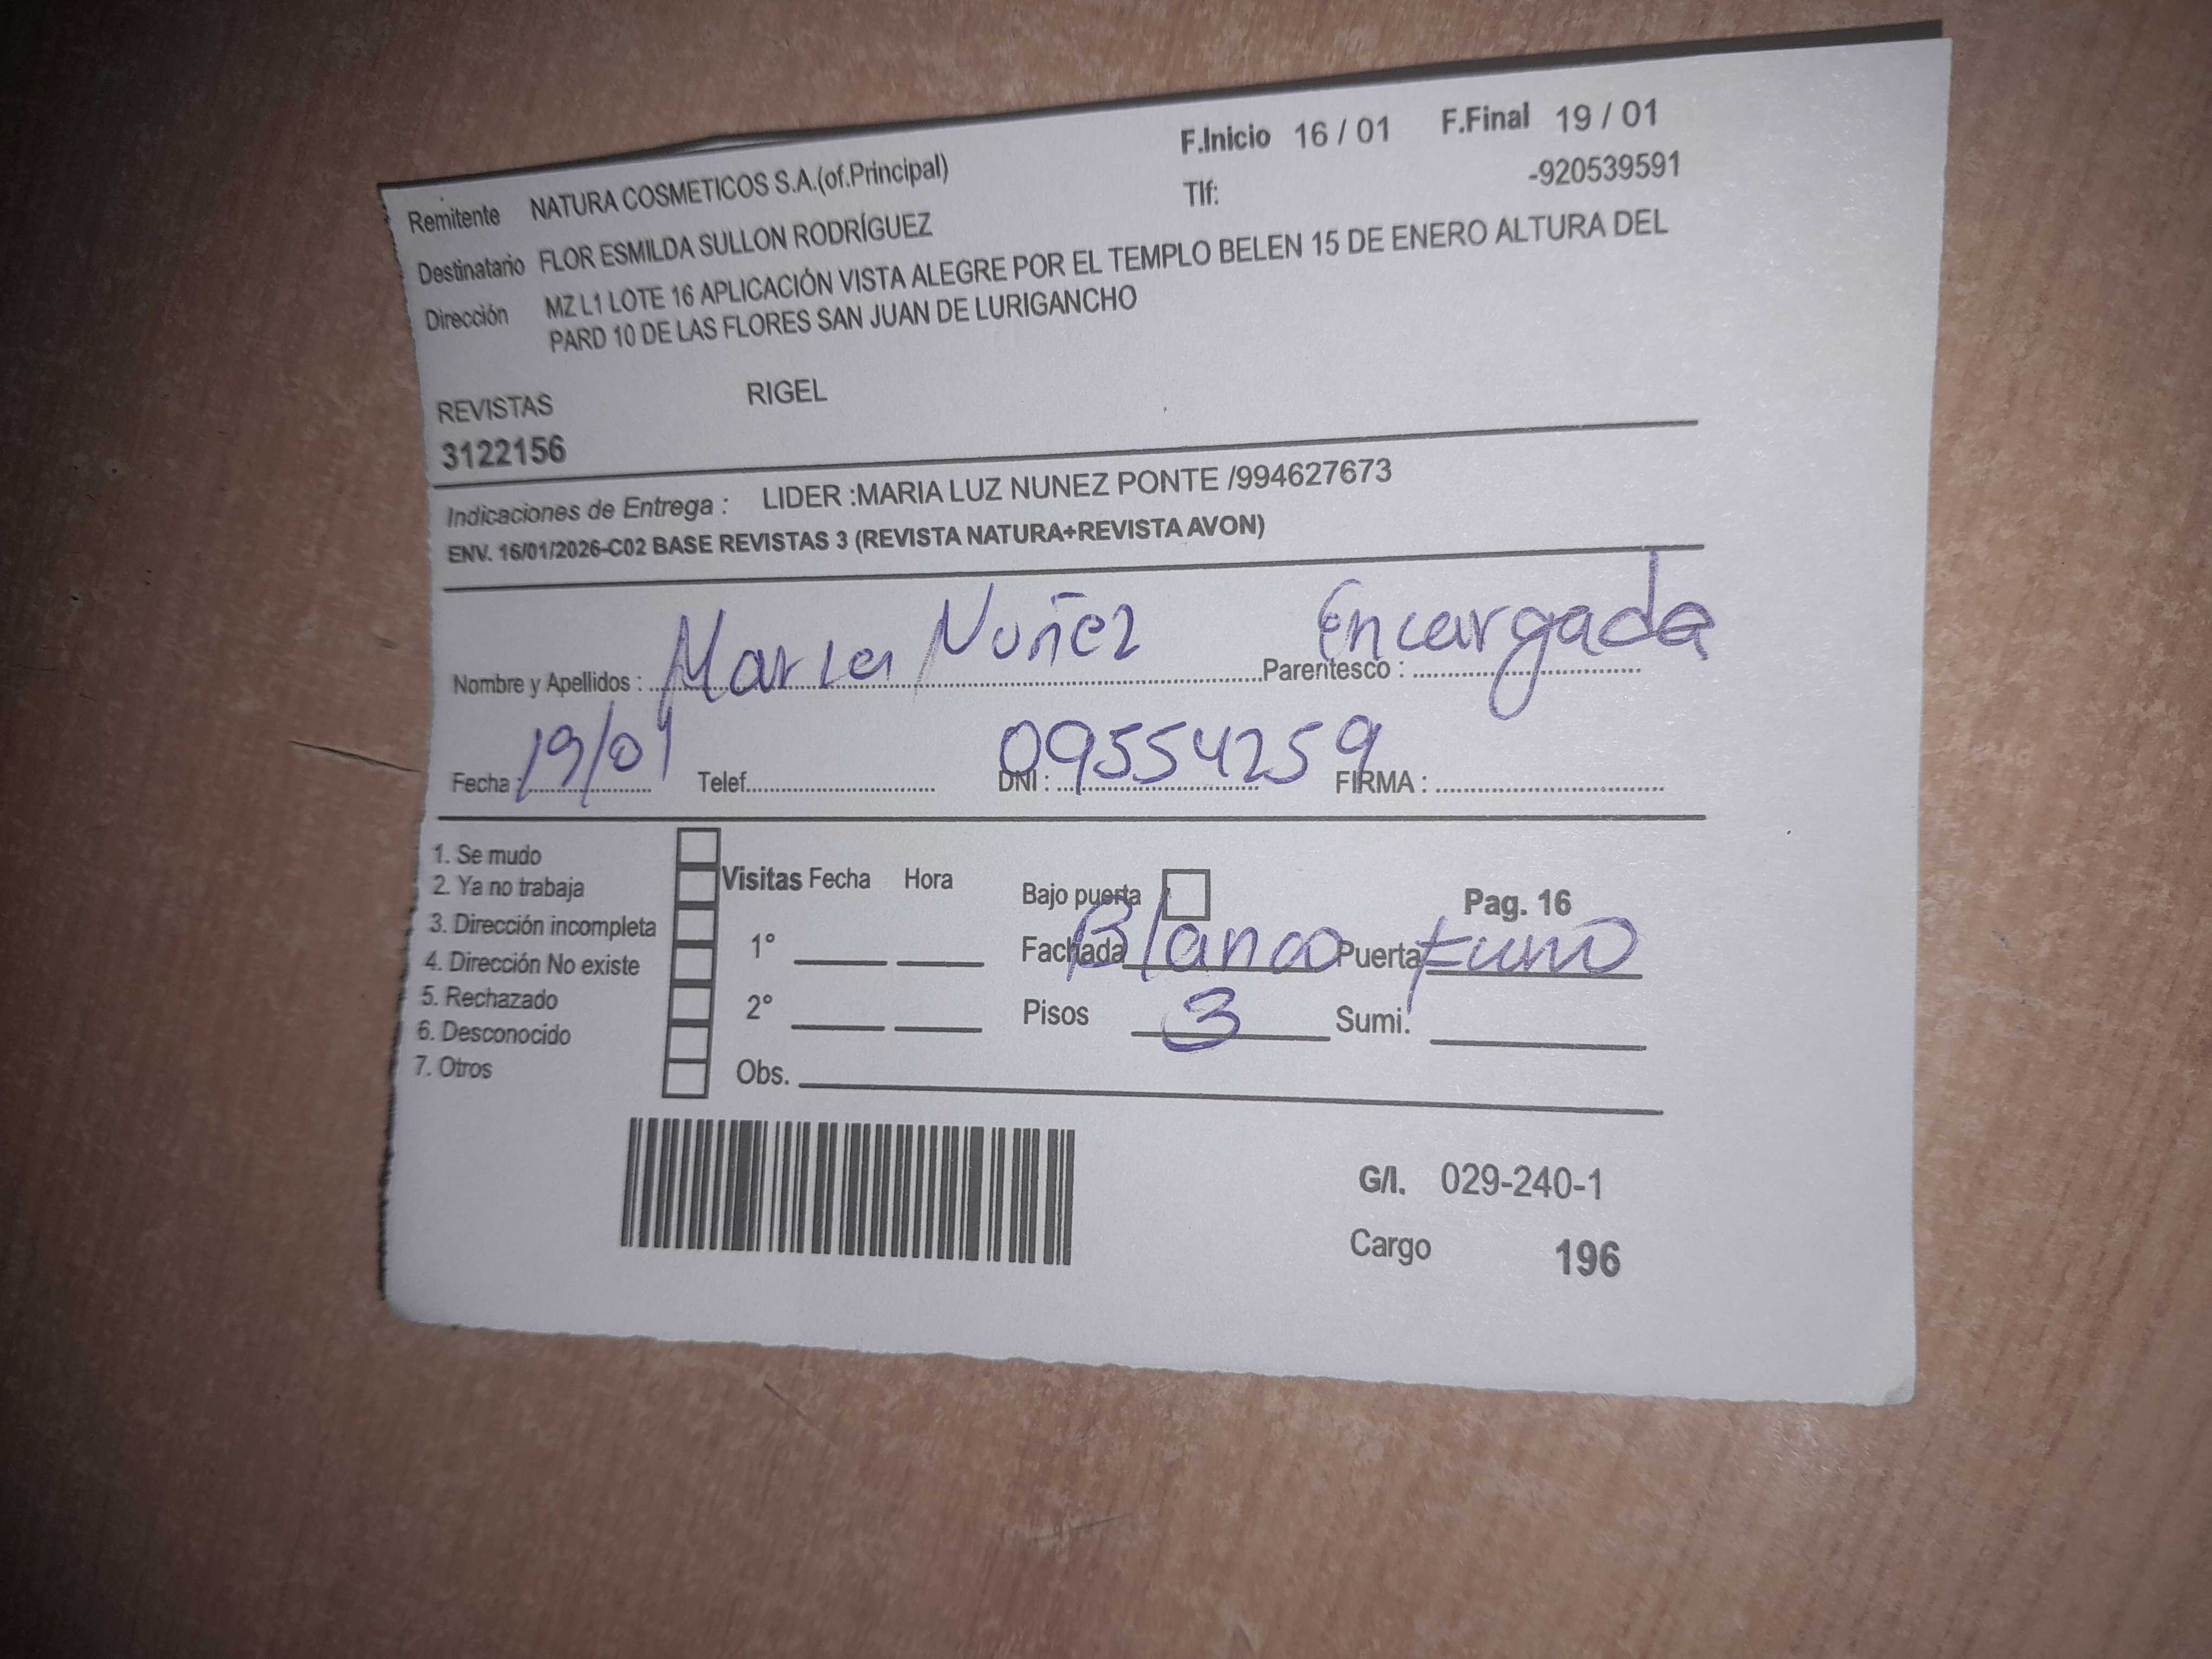 F.Inicio 16 / 01 F.Final 19 / 01
Remitente NATURA COSMETICOS S.A.(of.Principal)
Tlf: -920539591
Destinatario FLOR ESMILDA SULLON RODRÍGUEZ
Dirección MZ L1 LOTE 16 APLICACIÓN VISTA ALEGRE POR EL TEMPLO BELEN 15 DE ENERO ALTURA DEL
PARD 10 DE LAS FLORES SAN JUAN DE LURIGANCHO
REVISTAS RIGEL
3122156
Indicaciones de Entrega : LIDER :MARIA LUZ NUNEZ PONTE /994627673
ENV. 16/01/2026-C02 BASE REVISTAS 3 (REVISTA NATURA+REVISTA AVON)
Nombre y Apellidos : Maria Nuñez Parentesco : Encargada
Fecha : 19/01 Telef. DNI : 09554259 FIRMA :
1. Se mudo
2. Ya no trabaja
3. Dirección incompleta
4. Dirección No existe
5. Rechazado
6. Desconocido
7. Otros
Visitas Fecha Hora
1°
2°
Obs.
Bajo puerta Pag. 16
Fachada Blanco Puerta
Pisos 3 Sumi.
G/I. 029-240-1
Cargo 196